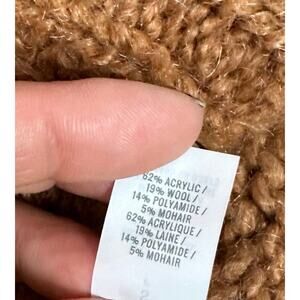 62% ACRYLIC/
19% WOOL/
14% POLYAMIDE/
5% MOHAIR
62% ACRYLIQUE/
19% LAINE/
14% POLYAMIDE/
5% MOHAIR